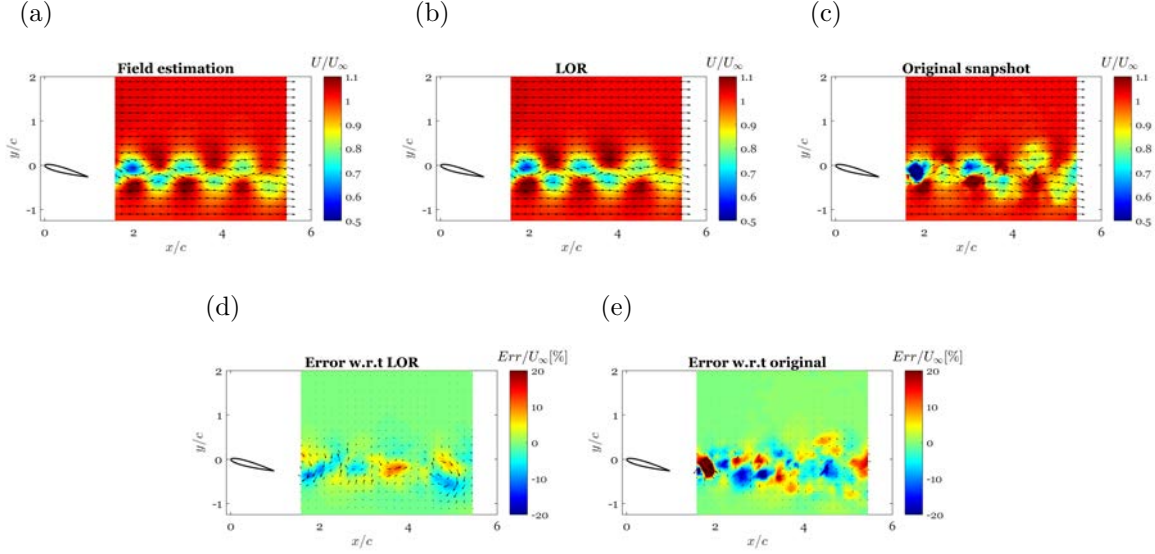 (a)
(b)
(c)
Field estimation
U/U∞
LOR
U/U∞
Original snapshot
U/U∞
2
1
0
-1
y/c
0
2
4
6
x/c
1.1
1
0.9
0.8
0.7
0.6
0.5
2
1
0
-1
y/c
0
2
4
6
x/c
1.1
1
0.9
0.8
0.7
0.6
0.5
2
1
0
-1
y/c
0
2
4
6
x/c
1.1
1
0.9
0.8
0.7
0.6
0.5
(d)
(e)
Error w.r.t LOR
Err/U∞[%]
Error w.r.t original
Err/U∞[%]
2
1
0
-1
y/c
0
2
4
6
x/c
20
10
0
-10
-20
2
1
0
-1
y/c
0
2
4
6
x/c
20
10
0
-10
-20